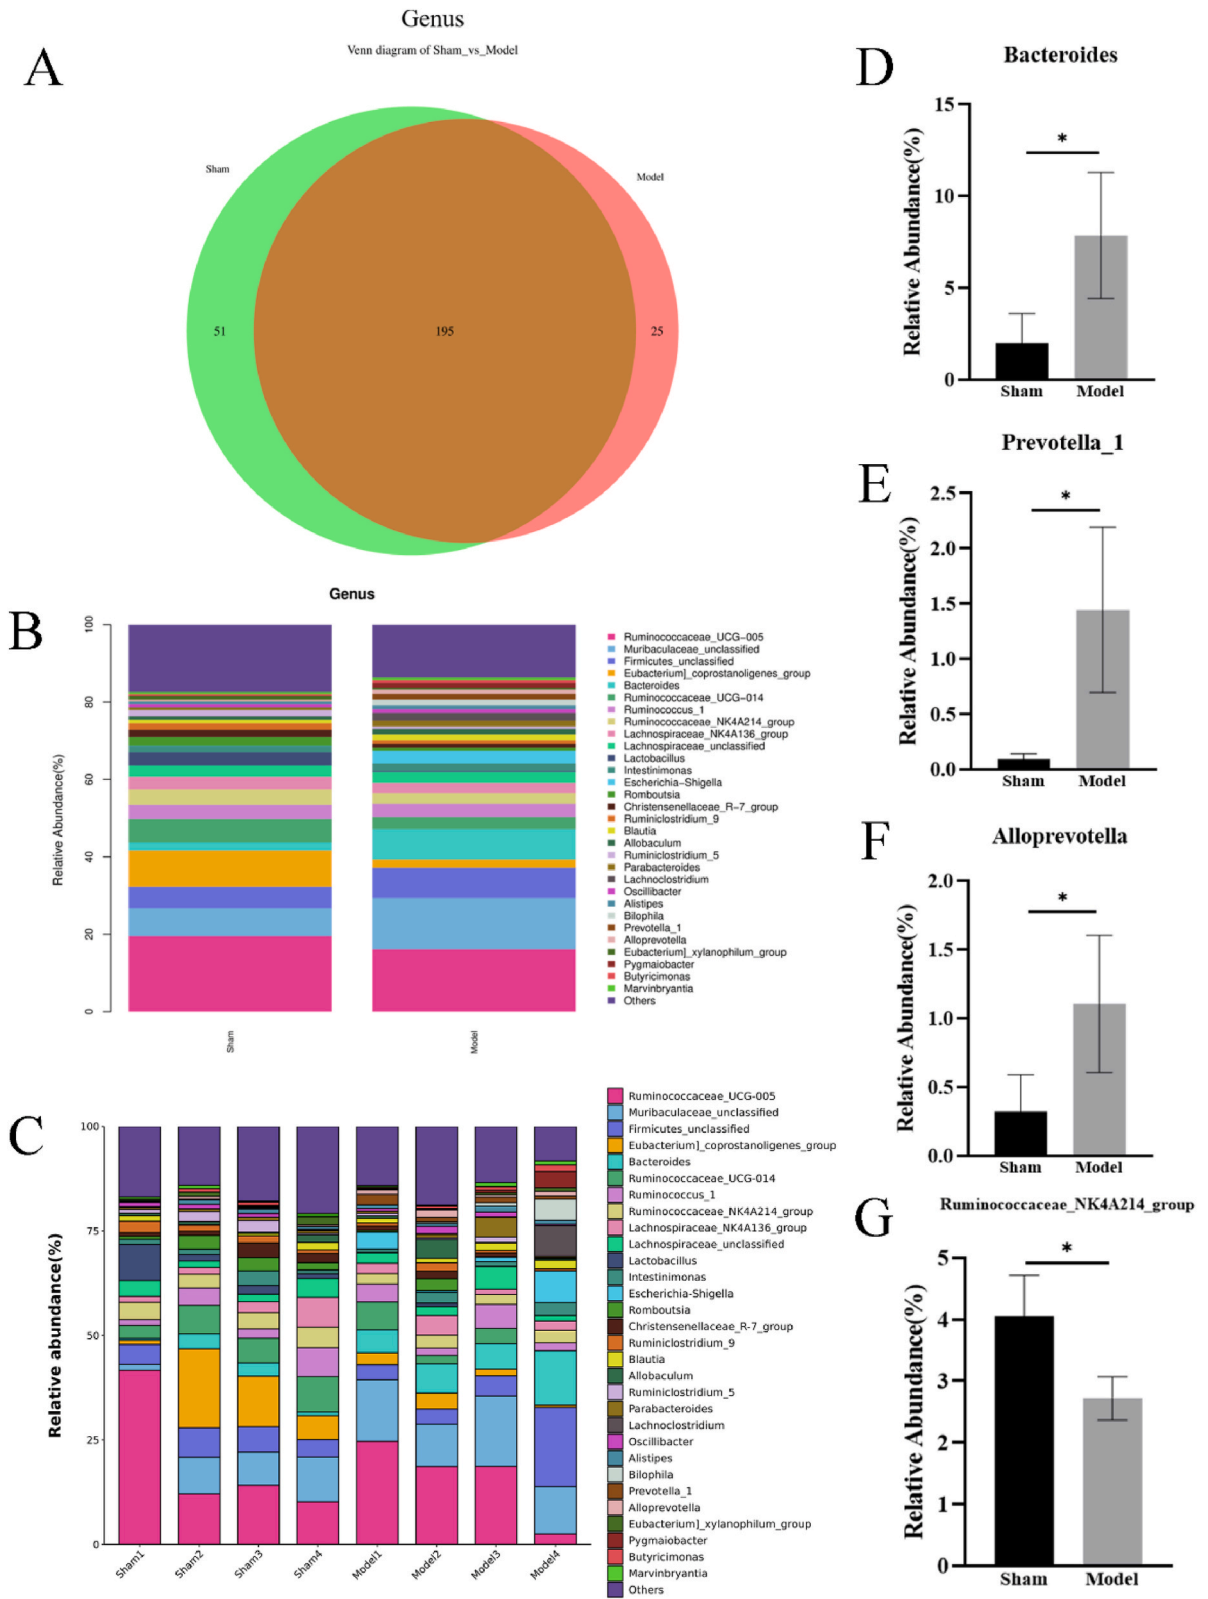 Genus
Venn diagram of Sham_vs_Model
A
Sham
Model
51
195
25
B
Genus
Relative Abundance(%)
100
80
60
40
20
0
Sham
Model
Ruminococcaceae_UCG-005
Muribaculaceae_unclassified
Firmicutes_unclassified
Eubacterium]_coprostanoligenes_group
Bacteroides
Ruminococcaceae_UCG-014
Ruminococcus_1
Ruminococcaceae_NK4A214_group
Lachnospiraceae_NK4A136_group
Lachnospiraceae_unclassified
Lactobacillus
Intestinimonas
Escherichia-Shigella
Romboutsia
Christensenellaceae_R-7_group
Ruminiclostridium_9
Blautia
Allobaculum
Ruminiclostridium_5
Parabacteroides
Lachnoclostridium
Oscillibacter
Alistipes
Bilophila
Prevotella_1
Alloprevotella
Eubacterium]_xylanophilum_group
Pygmaiobacter
Butyricimonas
Marvinbryantia
Others
C
Relative abundance(%)
100
75
50
25
0
Sham1
Sham2
Sham3
Sham4
Model1
Model2
Model3
Model4
Ruminococcaceae_UCG-005
Muribaculaceae_unclassified
Firmicutes_unclassified
Eubacterium]_coprostanoligenes_group
Bacteroides
Ruminococcaceae_UCG-014
Ruminococcus_1
Ruminococcaceae_NK4A214_group
Lachnospiraceae_NK4A136_group
Lachnospiraceae_unclassified
Lactobacillus
Intestinimonas
Escherichia-Shigella
Romboutsia
Christensenellaceae_R-7_group
Ruminiclostridium_9
Blautia
Allobaculum
Ruminiclostridium_5
Parabacteroides
Lachnoclostridium
Oscillibacter
Alistipes
Bilophila
Prevotella_1
Alloprevotella
Eubacterium]_xylanophilum_group
Pygmaiobacter
Butyricimonas
Marvinbryantia
Others
D
Bacteroides
Relative Abundance(%)
15
10
5
0
*
Sham
Model
E
Prevotella_1
Relative Abundance(%)
2.5
2.0
1.5
1.0
0.5
0.0
*
Sham
Model
F
Alloprevotella
Relative Abundance(%)
2.0
1.5
1.0
0.5
0.0
*
Sham
Model
G
Ruminococcaceae_NK4A214_group
Relative Abundance(%)
5
4
3
2
1
0
*
Sham
Model